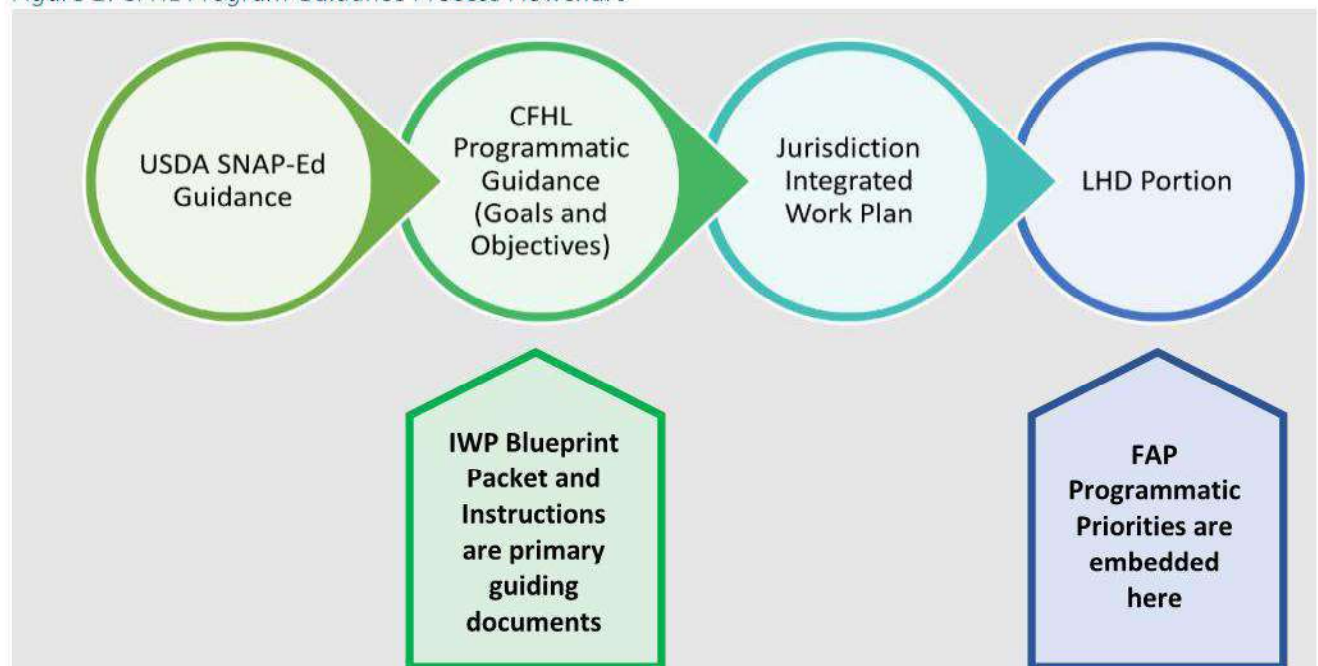 USDA SNAP-Ed
Guidance
CFHL
Programmatic
Guidance
(Goals and
Objectives)
Jurisdiction
Integrated
Work Plan
LHD Portion
IWP Blueprint
Packet and
Instructions
are primary
guiding
documents
FAP
Programmatic
Priorities are
embedded
here